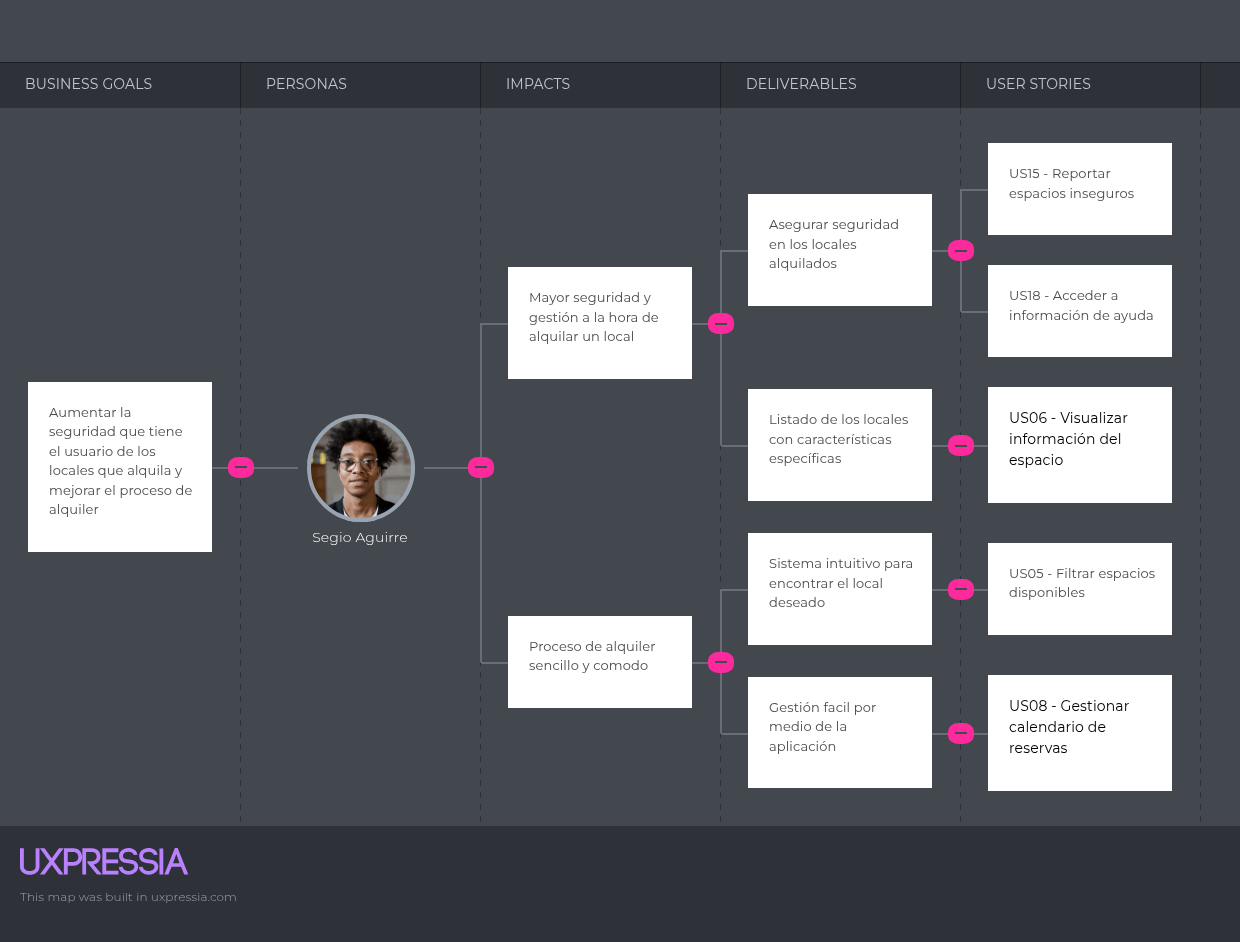 BUSINESS GOALS
PERSONAS
IMPACTS
DELIVERABLES
USER STORIES
Aumentar la
seguridad que tiene
el usuario de los
locales que alquila y
mejorar el proceso de
alquiler
Segio Aguirre
Mayor seguridad y
gestión a la hora de
alquilar un local
Proceso de alquiler
sencillo y comodo
Asegurar seguridad
en los locales
alquilados
Listado de los locales
con características
específicas
Sistema intuitivo para
encontrar el local
deseado
Gestión facil por
medio de la
aplicación
US15 - Reportar
espacios inseguros
US18 - Acceder a
información de ayuda
US06 - Visualizar
información del
espacio
US05 - Filtrar espacios
disponibles
US08 - Gestionar
calendario de
reservas
UXPRESSIA
This map was built in uxpressia.com